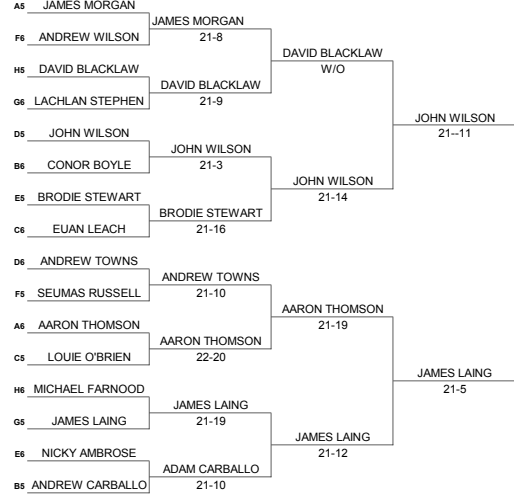 A5 JAMES MORGAN
JAMES MORGAN
F6 ANDREW WILSON
21-8
DAVID BLACKLAW
H5 DAVID BLACKLAW
W/O
DAVID BLACKLAW
G6 LACHLAN STEPHEN
21-9
JOHN WILSON
D5 JOHN WILSON
21--11
JOHN WILSON
B6 CONOR BOYLE
21-3
JOHN WILSON
E5 BRODIE STEWART
21-14
BRODIE STEWART
C6 EUAN LEACH
21-16
D6 ANDREW TOWNS
ANDREW TOWNS
F5 SEUMAS RUSSELL
21-10
AARON THOMSON
A6 AARON THOMSON
21-19
AARON THOMSON
C5 LOUIE O'BRIEN
22-20
JAMES LAING
H6 MICHAEL FARNOOD
21-5
JAMES LAING
G5 JAMES LAING
21-19
JAMES LAING
E6 NICKY AMBROSE
21-12
ADAM CARBALLO
B5 ANDREW CARBALLO
21-10